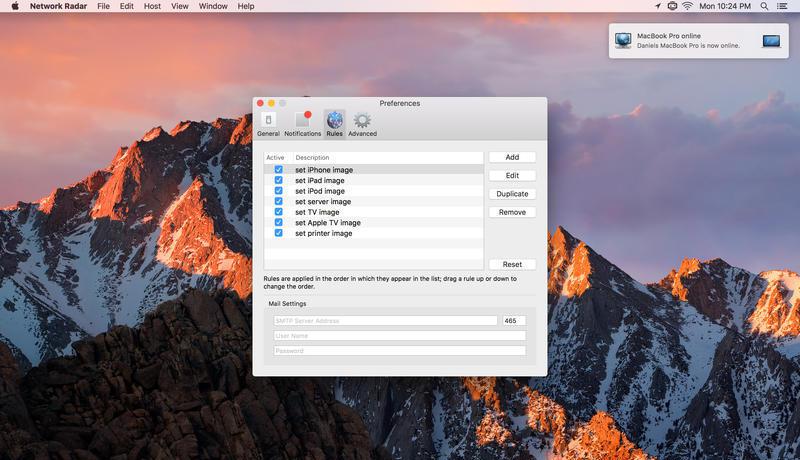 Network Radar File Edit Host View Window Help Mon 10:24 PM
MacBook Pro online
Daniels MacBook Pro is now online.
Preferences
General Notifications Rules Advanced
Active Description
set iPhone image
set iPad image
set iPod image
set server image
set TV image
set Apple TV image
set printer image
Add
Edit
Duplicate
Remove
Reset
Rules are applied in the order in which they appear in the list; drag a rule up or down to
change the order.
Mail Settings
SMTP Server Address 465
User Name
Password